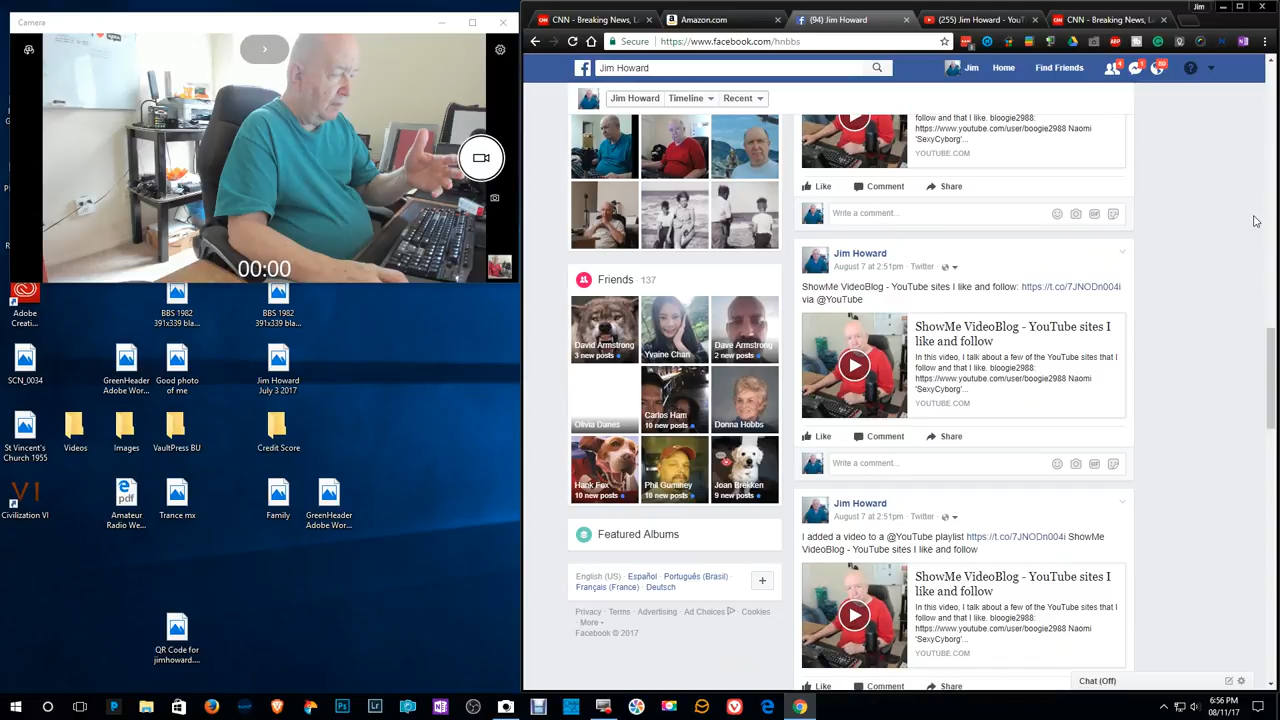 Camera
00:00
Adobe
Creati...
BBS 1982
391x339 bla...
BBS 1982
391x339 bla...
SCN_0034
GreenHeader
Adobe Wor...
Good photo
of me
Jim Howard
July 3 2017
St Vincent's
Church 1955
Videos
Images
VaultPress BU
Credit Score
Civilization VI
Amateur
Radio We...
Trance mx
Family
GreenHeader
Adobe Wor...
QR Code for
jimhoward....
Jim
CNN - Breaking News, L
Amazon.com
(94) Jim Howard
(255) Jim Howard - YouT
CNN - Breaking News, L
Secure
https://www.facebook.com/hnbbs
Jim Howard
Jim
Home
Find Friends
4
1
89
Jim Howard
Timeline
Recent
follow and that I like. bloogie2988:
https://www.youtube.com/user/boogie2988 Naomi
'SexyCyborg'...
YOUTUBE.COM
Like
Comment
Share
Write a comment...
Friends · 137
David Armstrong
3 new posts
Yvaine Chan
Dave Armstrong
2 new posts
Olivia Danes
Carlos Ham
10 new posts
Donna Hobbs
Hank Fox
10 new posts
Phil Guminey
10 new posts
Joan Brekken
9 new posts
Featured Albums
English (US) · Español · Português (Brasil) ·
Français (France) · Deutsch
Privacy · Terms · Advertising · Ad Choices · Cookies
· More
Facebook © 2017
Jim Howard
August 7 at 2:51pm · Twitter ·
ShowMe VideoBlog - YouTube sites I like and follow: https://t.co/7JNODn004i
via @YouTube
ShowMe VideoBlog - YouTube sites I
like and follow
In this video, I talk about a few of the YouTube sites that I
follow and that I like. bloogie2988:
https://www.youtube.com/user/boogie2988 Naomi
'SexyCyborg'...
YOUTUBE.COM
Like
Comment
Share
Write a comment...
Jim Howard
August 7 at 2:51pm · Twitter ·
I added a video to a @YouTube playlist https://t.co/7JNODn004i ShowMe
VideoBlog - YouTube sites I like and follow
ShowMe VideoBlog - YouTube sites I
like and follow
In this video, I talk about a few of the YouTube sites that I
follow and that I like. bloogie2988:
https://www.youtube.com/user/boogie2988 Naomi
'SexyCyborg'...
YOUTUBE.COM
Like
Comment
Share
Chat (Off)
6:56 PM
08/11/17